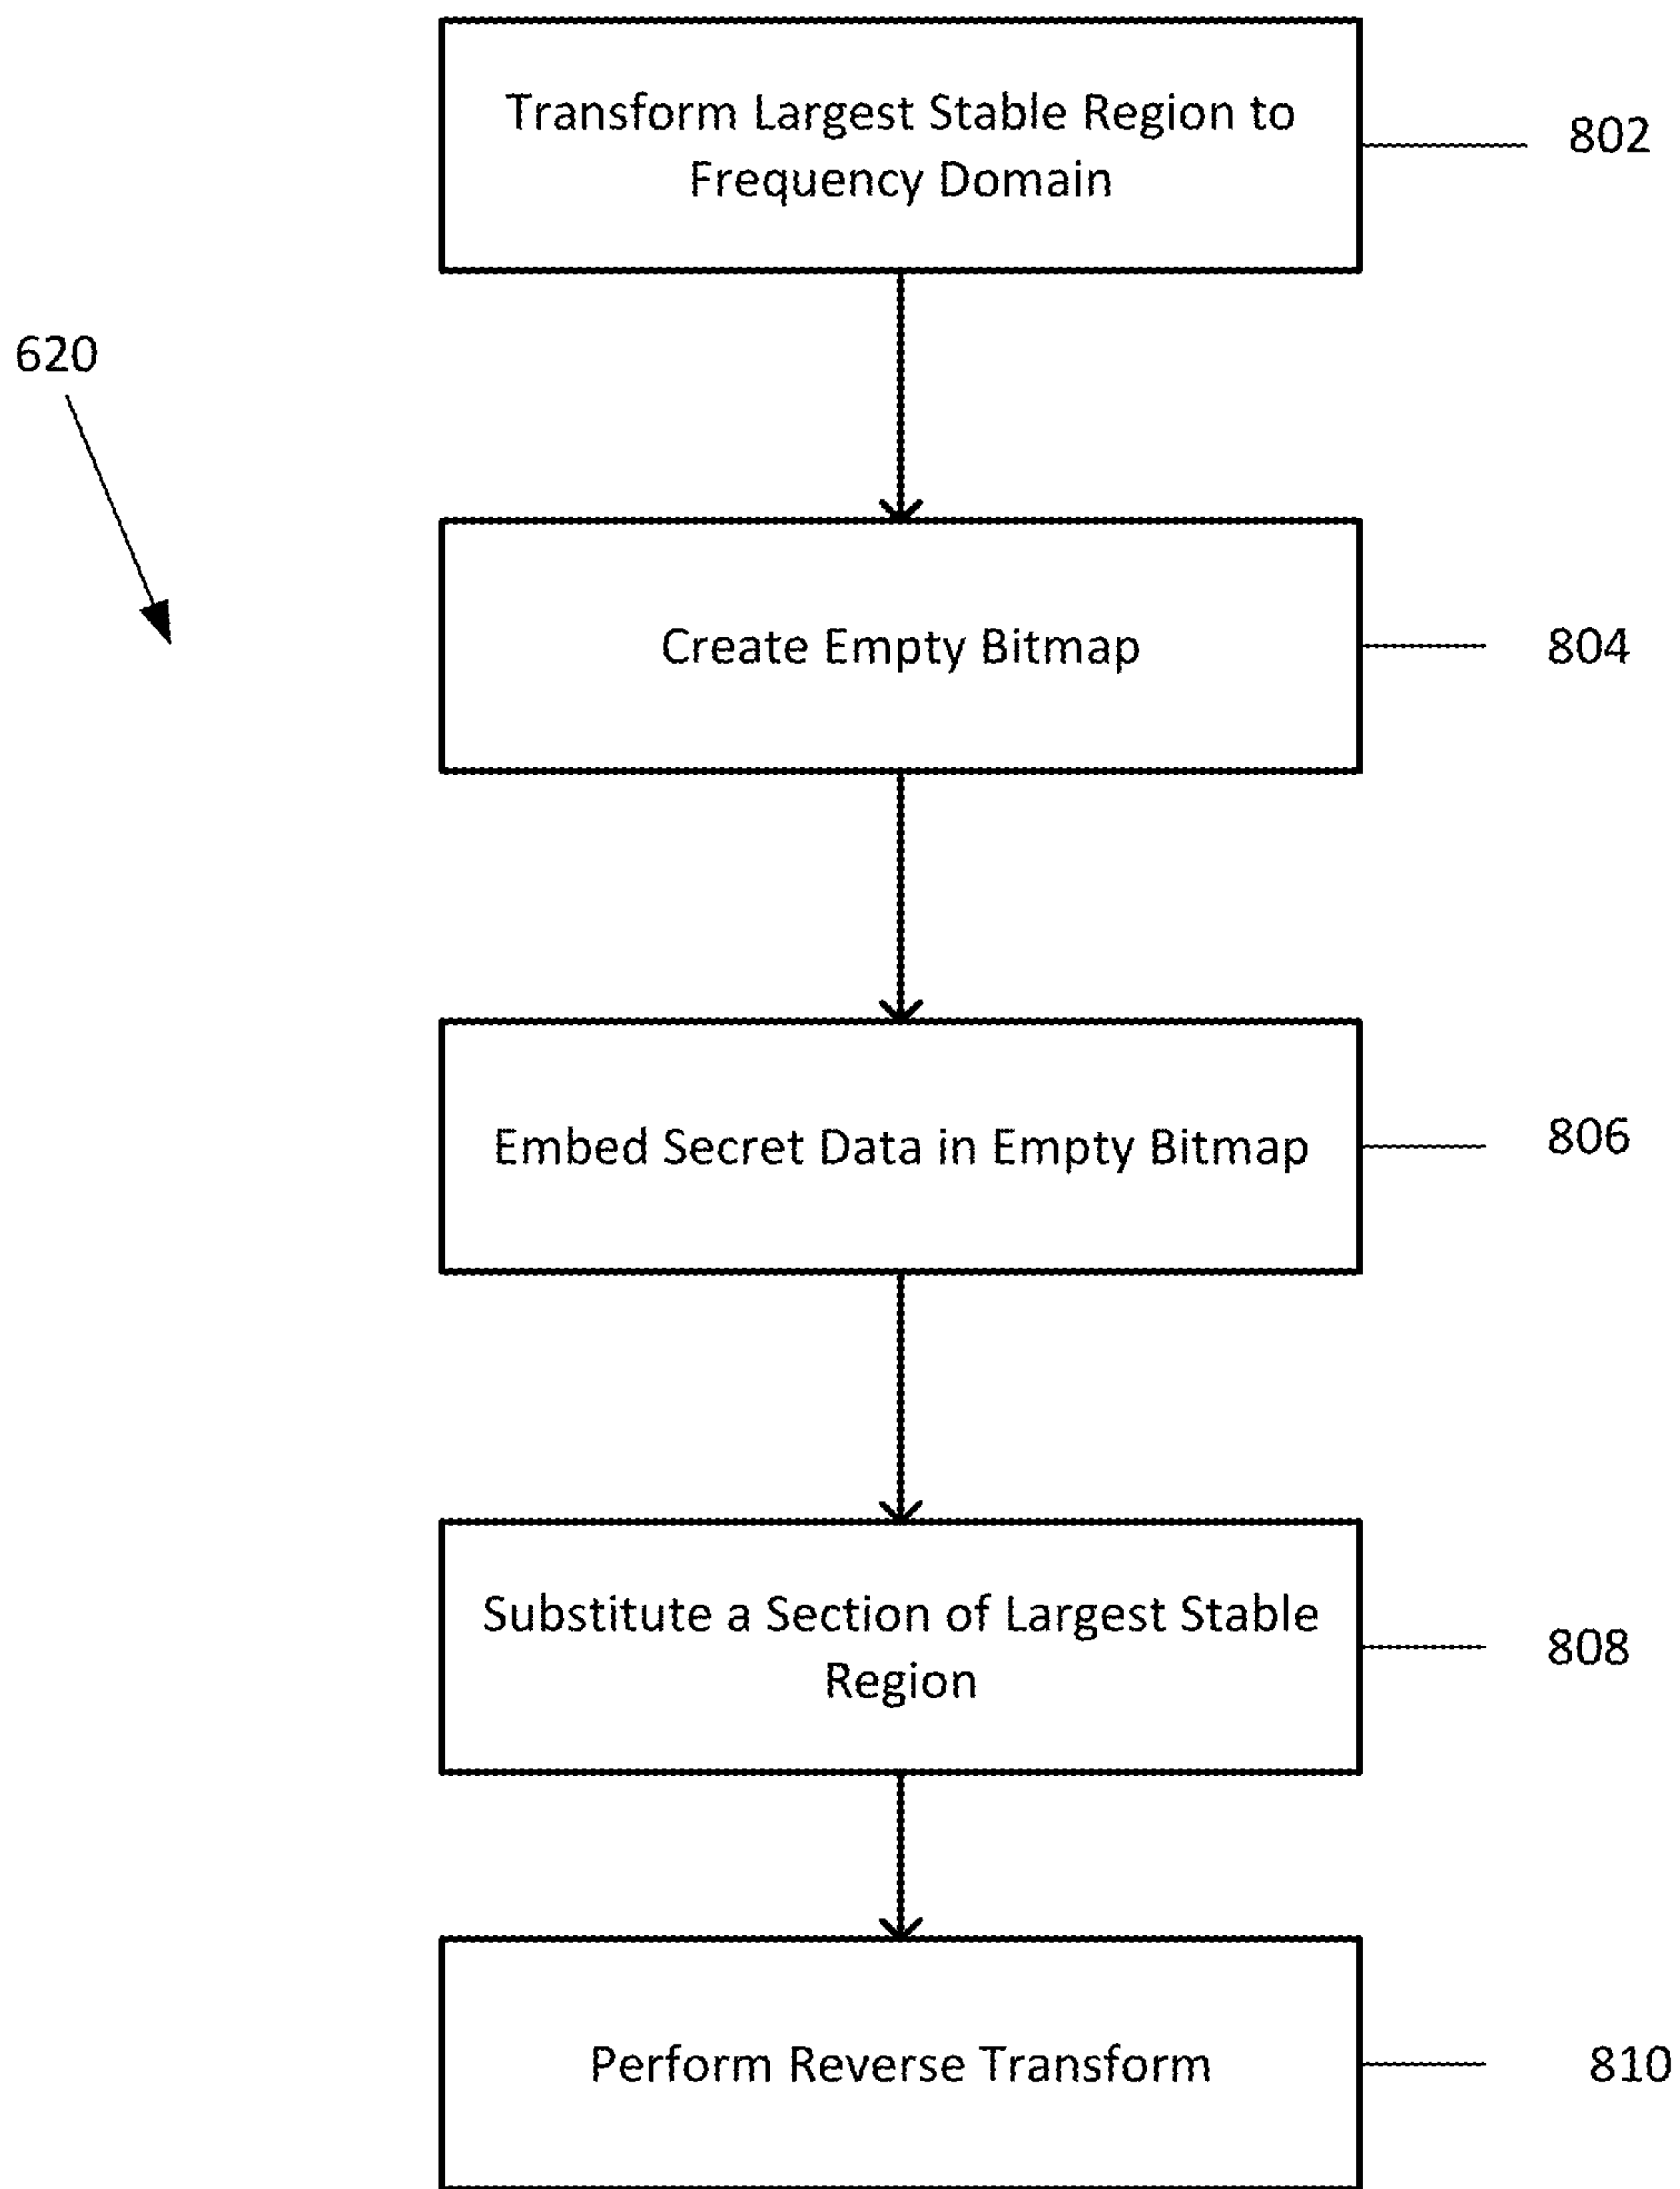 Transform Largest Stable Region to
Frequency Domain
802
620
Create Empty Bitmap
804
Embed Secret Data in Empty Bitmap
806
Substitute a Section of Largest Stable
Region
808
Perform Reverse Transform
810